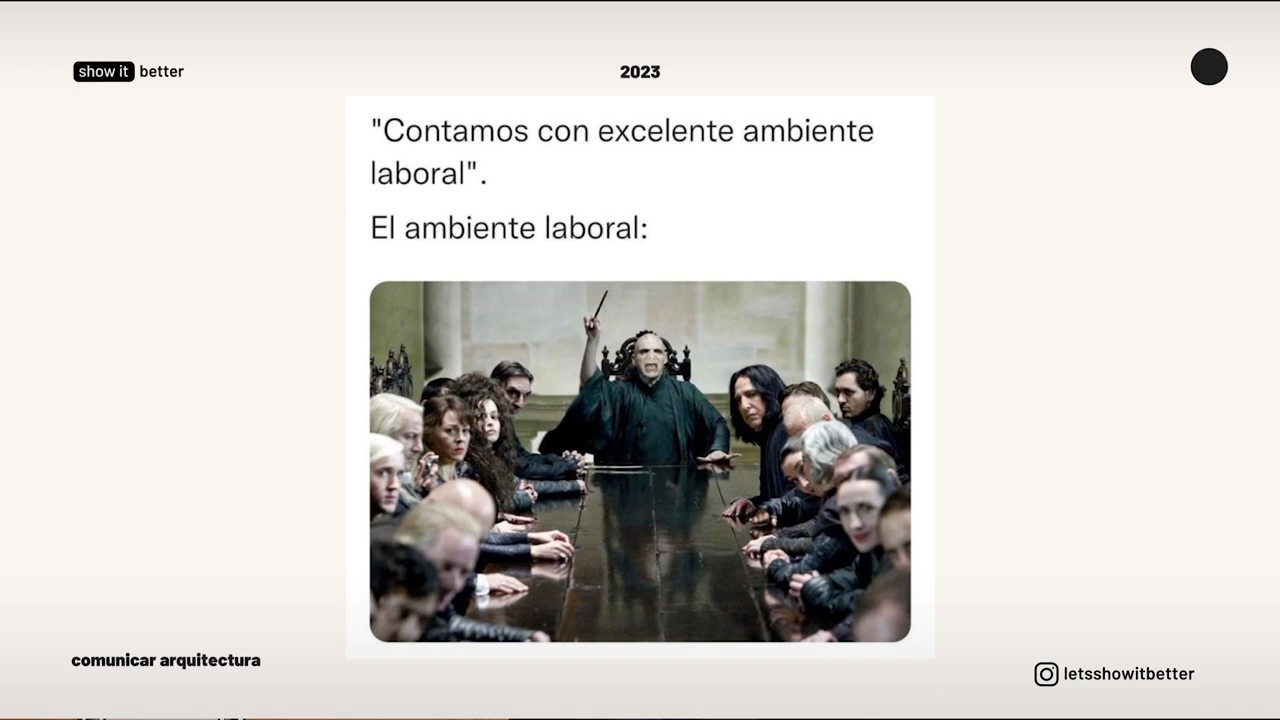 show it better
2023
"Contamos con excelente ambiente
laboral".
El ambiente laboral:
comunicar arquitectura
letsshowitbetter